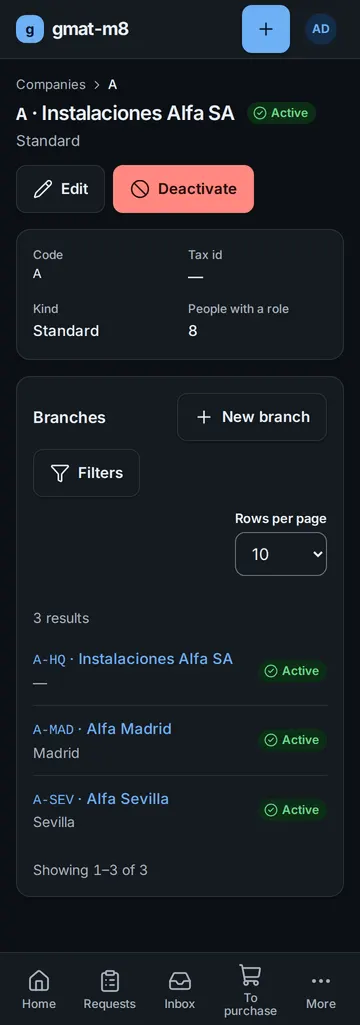 g gmat-m8 + AD
Companies > A
A · Instalaciones Alfa SA Active
Standard
Edit Deactivate
Code Tax id
A —
Kind People with a role
Standard 8
Branches + New branch
Filters
Rows per page
10
3 results
A-HQ · Instalaciones Alfa SA Active
—
A-MAD · Alfa Madrid Active
Madrid
A-SEV · Alfa Sevilla Active
Sevilla
Showing 1–3 of 3
Home Requests Inbox To purchase More